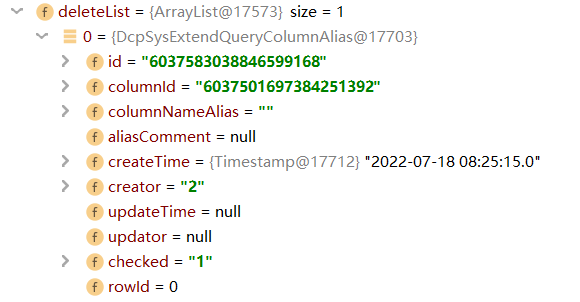 deleteList = {ArrayList@17573} size = 1
0 = {DcpSysExtendQueryColumnAlias@17703}
f id = "6037583038846599168"
f columnId = "6037501697384251392"
f columnNameAlias = ""
f aliasComment = null
f createTime = {Timestamp@17712} "2022-07-18 08:25:15.0"
f creator = "2"
f updateTime = null
f updator = null
f checked = "1"
f rowId = 0